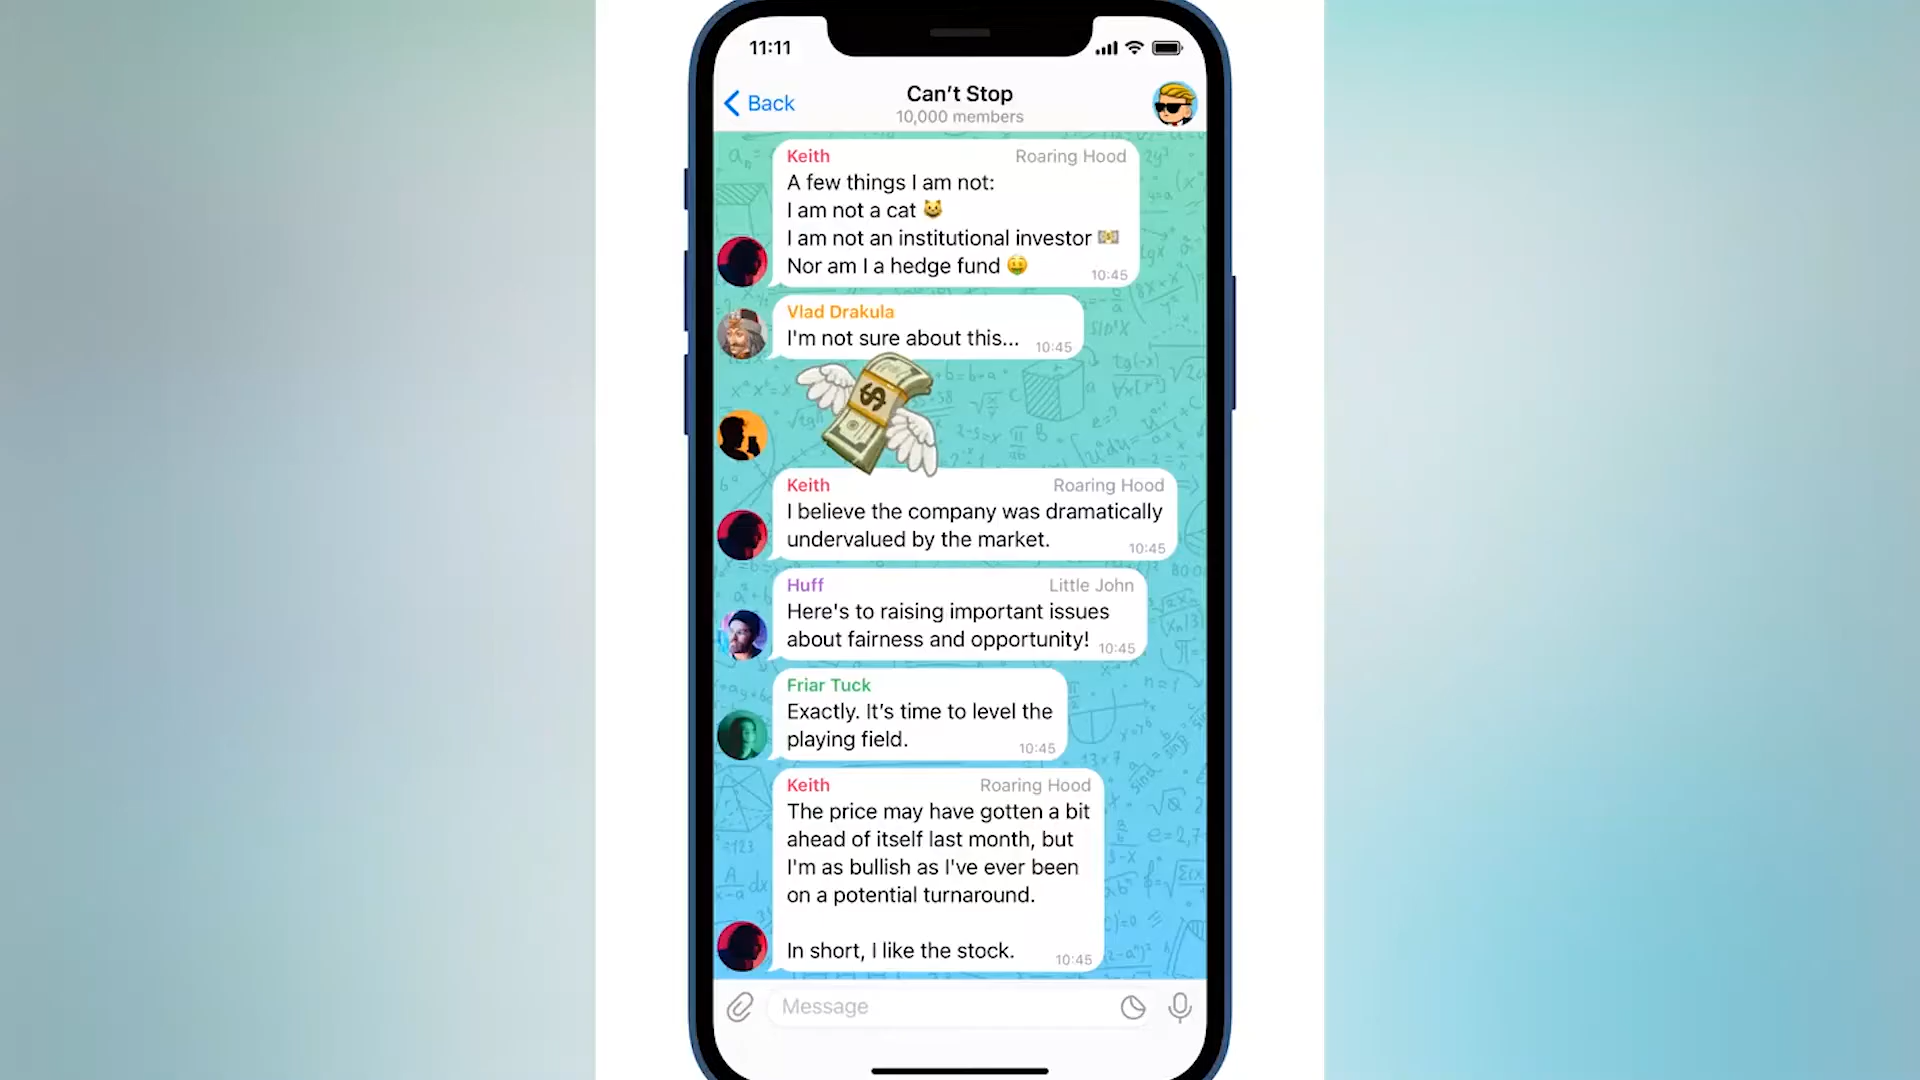 11:11
Back
Can't Stop
10,000 members
Keith Roaring Hood
A few things I am not:
I am not a cat 😺
I am not an institutional investor 💵
Nor am I a hedge fund 🤑
10:45
Vlad Drakula
I'm not sure about this...
10:45
Keith Roaring Hood
I believe the company was dramatically
undervalued by the market.
10:45
Huff Little John
Here's to raising important issues
about fairness and opportunity!
10:45
Friar Tuck
Exactly. It's time to level the
playing field.
10:45
Keith Roaring Hood
The price may have gotten a bit
ahead of itself last month, but
I'm as bullish as I've ever been
on a potential turnaround.
In short, I like the stock.
10:45
Message